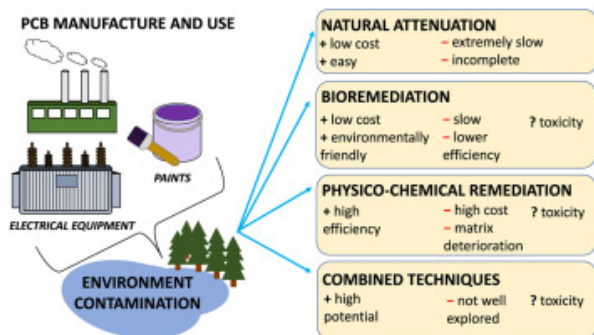 PCB MANUFACTURE AND USE
PAINTS
ELECTRICAL EQUIPMENT
ENVIRONMENT
CONTAMINATION
NATURAL ATTENUATION
+ low cost – extremely slow
+ easy – incomplete
BIOREMEDIATION
+ low cost – slow ? toxicity
+ environmentally – lower
friendly efficiency
PHYSICO-CHEMICAL REMEDIATION
+ high – high cost ? toxicity
efficiency – matrix
deterioration
COMBINED TECHNIQUES
+ high – not well ? toxicity
potential explored